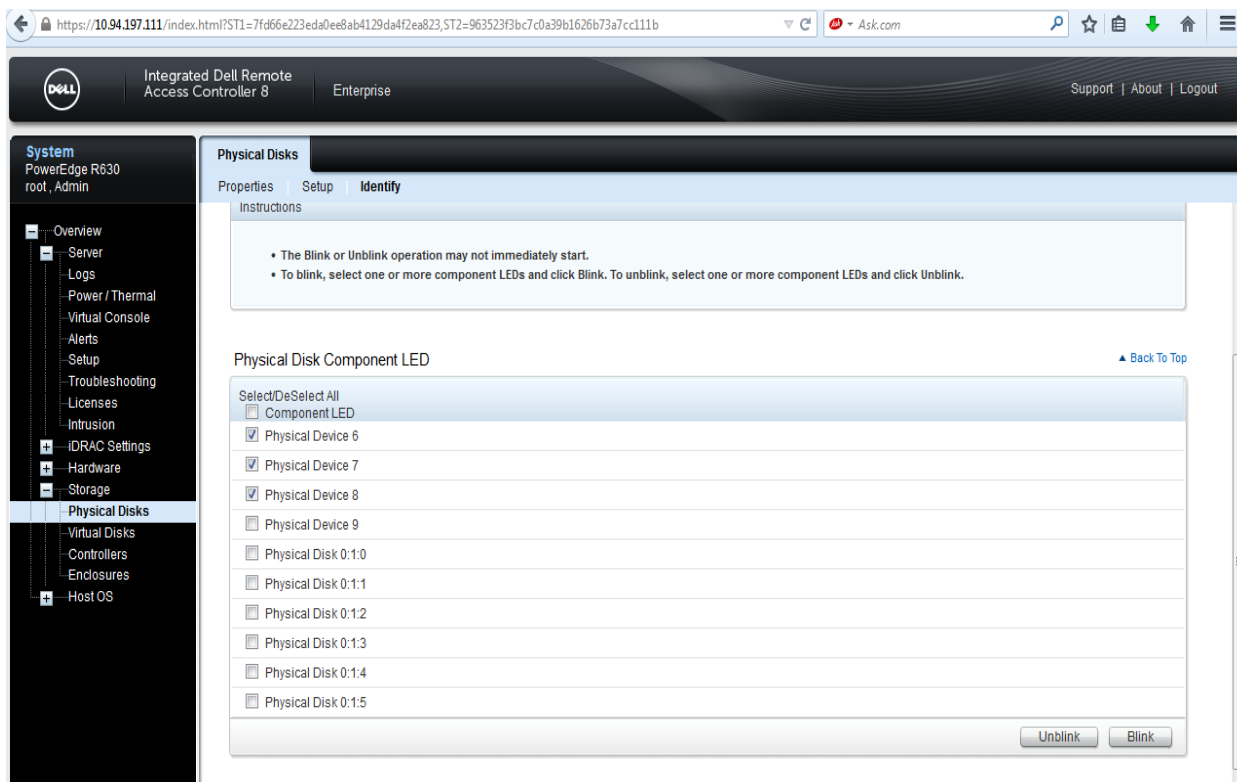 https://10.94.197.111/index.html?ST1=7fd66e223eda0ee8ab4129da4f2ea823,ST2=963523f3bc7c0a39b1626b73a7cc111b
Ask.com
DELL
Integrated Dell Remote
Access Controller 8
Enterprise
Support | About | Logout
System
PowerEdge R630
root , Admin
Overview
Server
Logs
Power / Thermal
Virtual Console
Alerts
Setup
Troubleshooting
Licenses
Intrusion
iDRAC Settings
Hardware
Storage
Physical Disks
Virtual Disks
Controllers
Enclosures
Host OS
Physical Disks
Properties Setup Identify
Instructions
• The Blink or Unblink operation may not immediately start.
• To blink, select one or more component LEDs and click Blink. To unblink, select one or more component LEDs and click Unblink.
Physical Disk Component LED
▲ Back To Top
Select/DeSelect All
Component LED
Physical Device 6
Physical Device 7
Physical Device 8
Physical Device 9
Physical Disk 0:1:0
Physical Disk 0:1:1
Physical Disk 0:1:2
Physical Disk 0:1:3
Physical Disk 0:1:4
Physical Disk 0:1:5
Unblink Blink